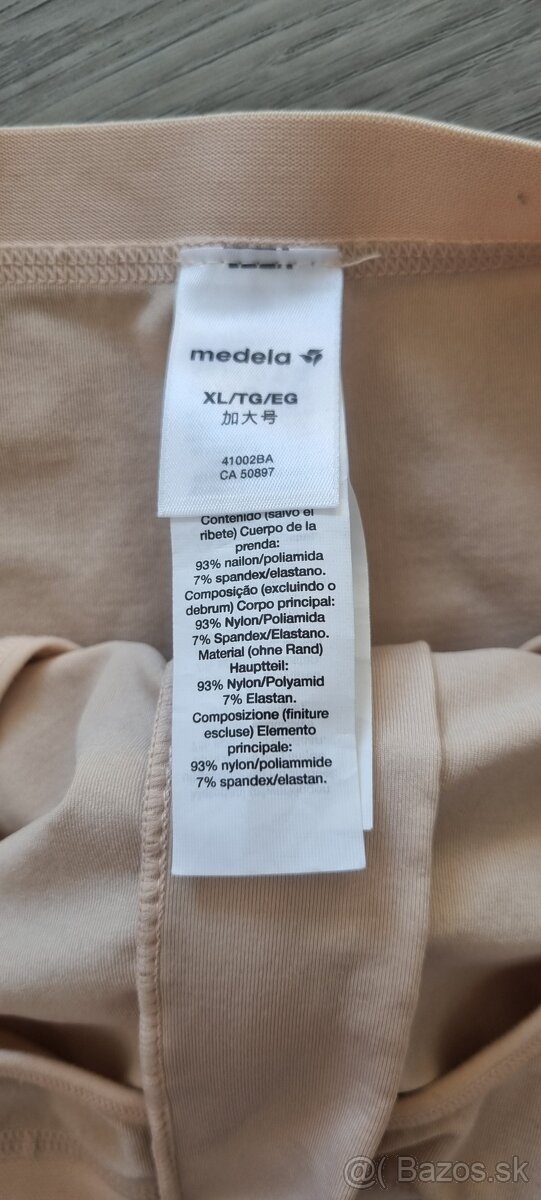 medela
XL/TG/EG
加大号
41002BA
CA 50897
Contenido (salvo el
ribete) Cuerpo de la
prenda:
93% nailon/poliamida
7% spandex/elastano.
Composição (excluindo o
debrum) Corpo principal:
93% Nylon/Poliamida
7% Spandex/Elastano.
Material (ohne Rand)
Hauptteil:
93% Nylon/Polyamid
7% Elastan.
Composizione (finiture
escluse) Elemento
principale:
93% nylon/poliammide
7% spandex/elastan.
@( Bazos.sk